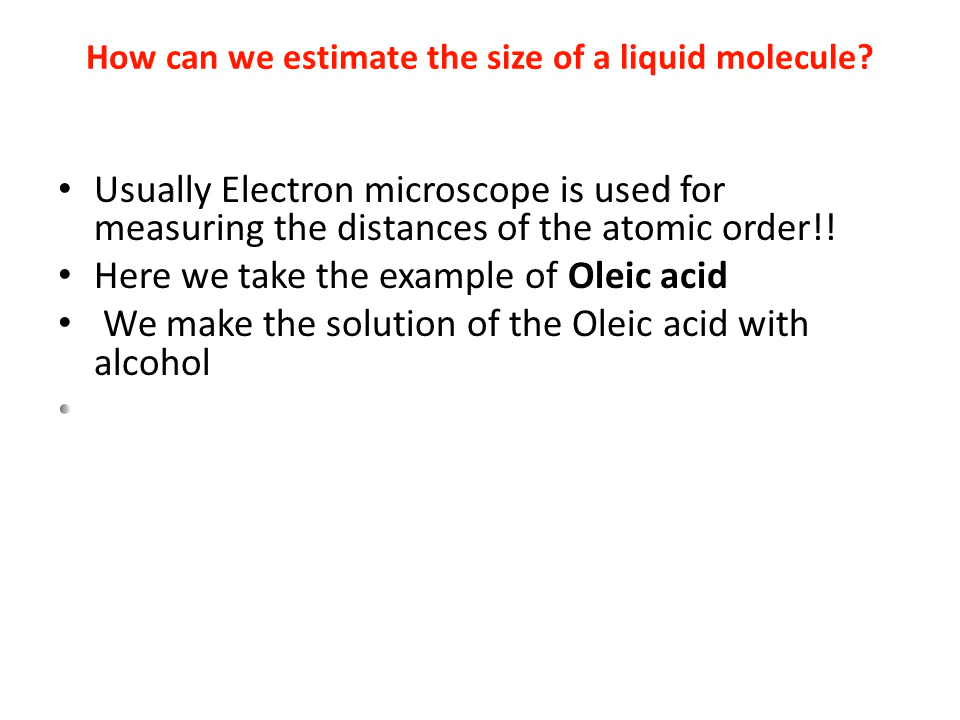 How can we estimate the size of a liquid molecule?
• Usually Electron microscope is used for
measuring the distances of the atomic order!!
• Here we take the example of Oleic acid
• We make the solution of the Oleic acid with
alcohol
•